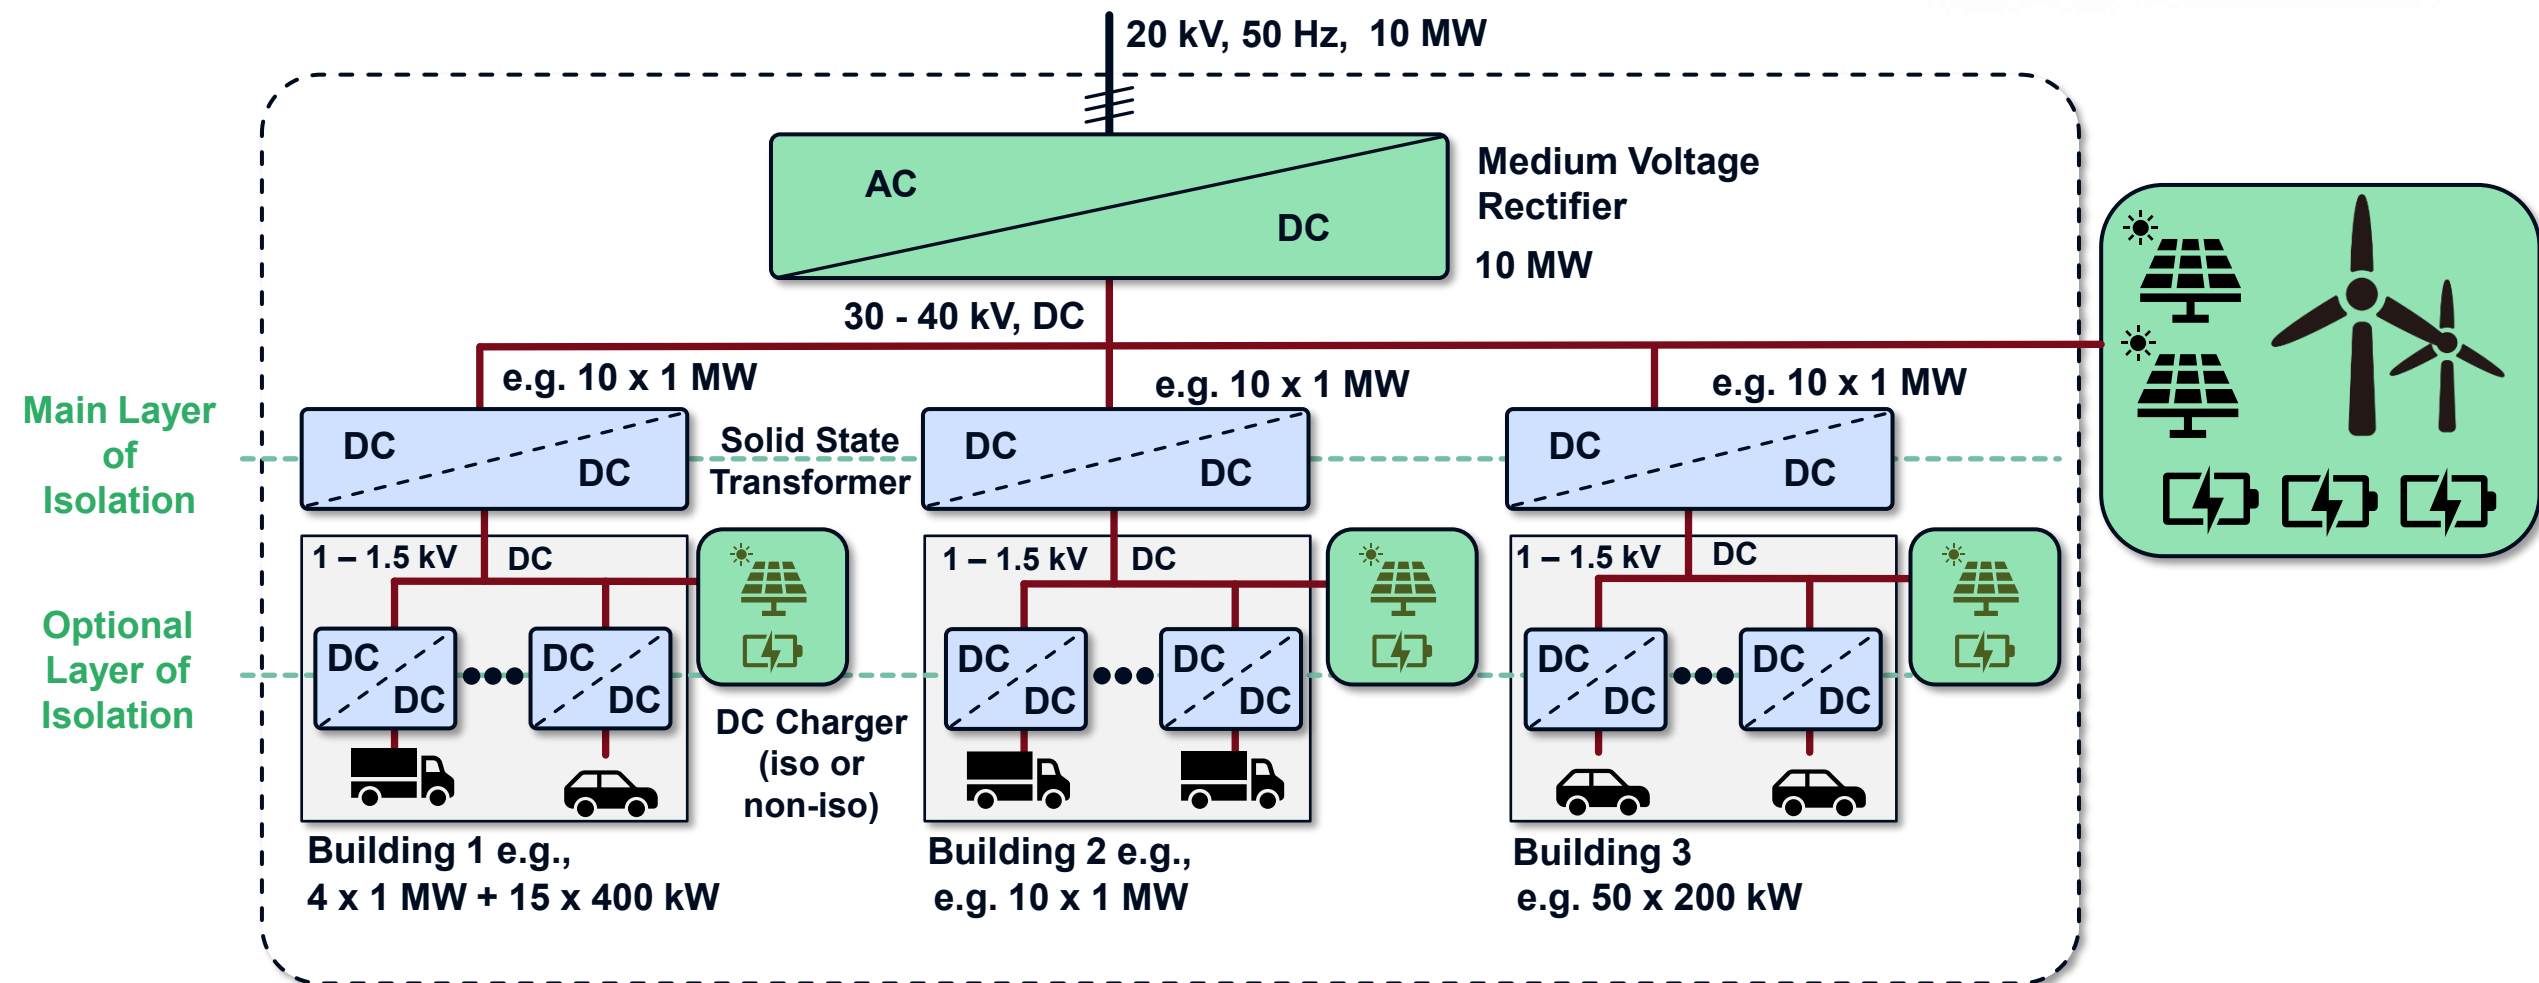 20 kV, 50 Hz,  10 MW
AC
DC
Medium Voltage
Rectifier
10 MW
30 - 40 kV, DC
e.g. 10 x 1 MW
e.g. 10 x 1 MW
e.g. 10 x 1 MW
Main Layer
of
Isolation
DC
DC
Solid State
Transformer
DC
DC
DC
DC
1 – 1.5 kV
DC
1 – 1.5 kV
DC
1 – 1.5 kV
DC
Optional
Layer of
Isolation
DC
DC
DC
DC
DC
DC
DC
DC
DC
DC
DC
DC
DC Charger
(iso or
non-iso)
Building 1 e.g.,
4 x 1 MW + 15 x 400 kW
Building 2 e.g.,
e.g. 10 x 1 MW
Building 3
e.g. 50 x 200 kW